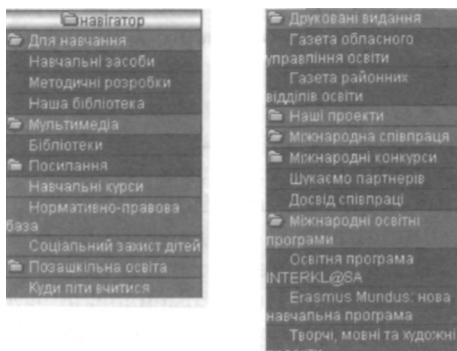 навігатор
Для навчання
Навчальні засоби
Методичні розробки
Наша бібліотека
Мультимедіа
Бібліотеки
Посилання
Навчальні курси
Нормативно-правова
база
Соціальний захист дітей
Позашкільна освіта
Куди піти вчитися
Друковані видання
Газета обласного
управління освіти
Газета районних
відділів освіти
Наші проекти
Міжнародна співпраця
Міжнародні конкурси
Шукаємо партнерів
Досвід співпраці
Міжнародні освітні
програми
Освітня програма
INTERKL@SA
Erasmus Mundus: нова
навчальна програма
Творчі, мовні та художні